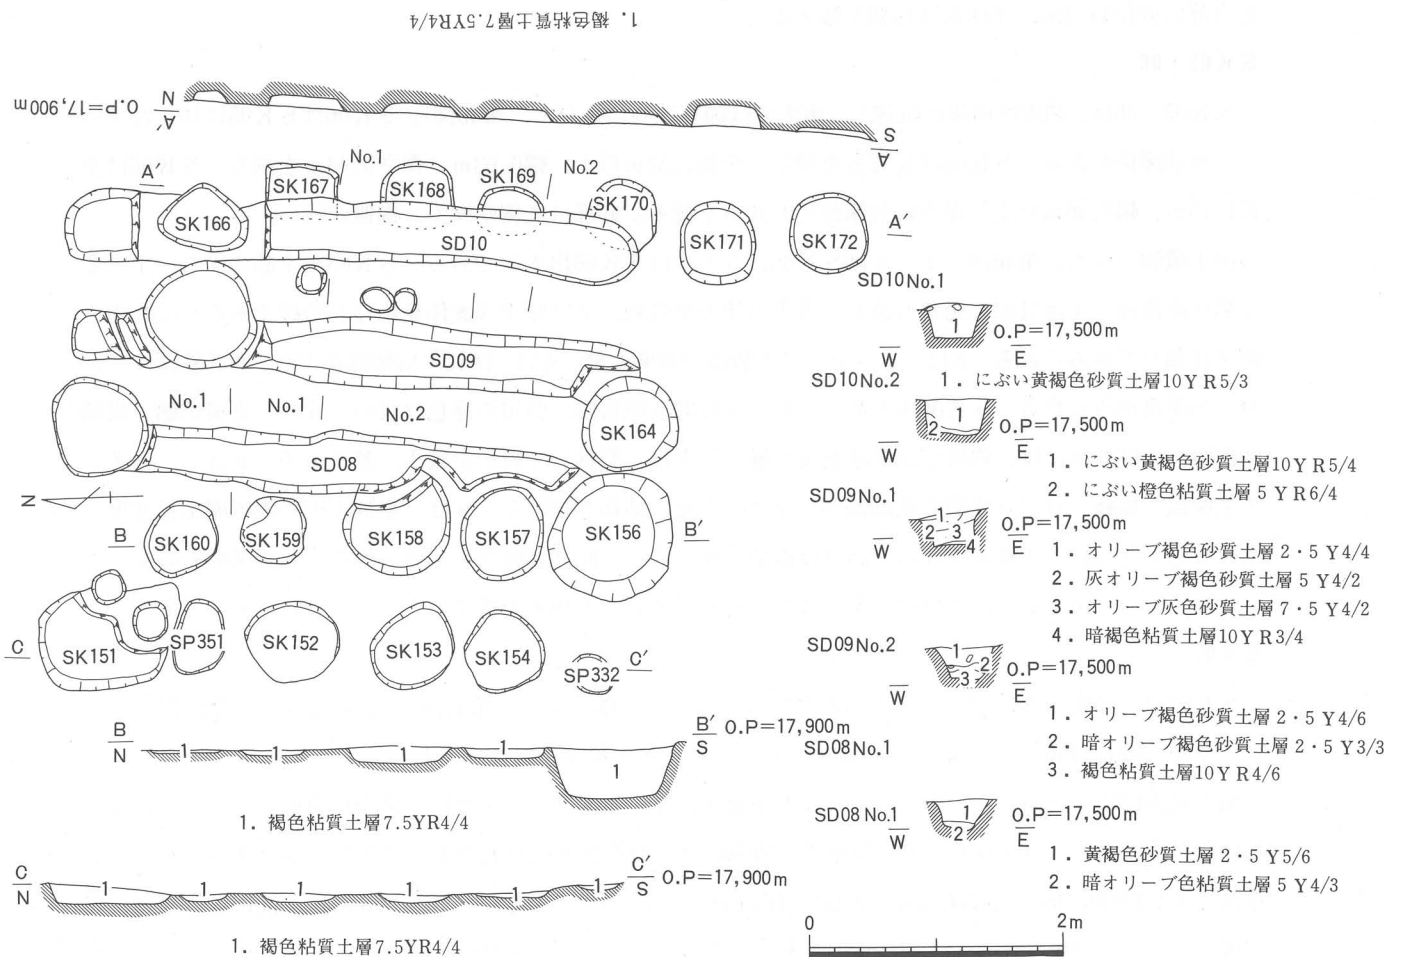 1．褐色粘質土層7.5YR4/4
N A′ O.P=17,900m
S A
A′
No.1
No.2
SK166
SK167
SK168
SK169
SK170
SK171
SK172
A′
SD10
SD09
No.1
No.1
No.2
SK164
SD08
N
B
SK160
SK159
SK158
SK157
SK156
B′
C
SK151
SP351
SK152
SK153
SK154
SP332
C′
B
N
B′
S
O.P=17,900m
1 1 1 1 1
1. 褐色粘質土層7.5YR4/4
C
N
C′
S
O.P=17,900m
1 1 1 1 1 1
1. 褐色粘質土層7.5YR4/4
SD10No.1
1
W
E
O.P=17,500m
1．にぶい黄褐色砂質土層10YR5/3
SD10No.2
1
2
W
E
O.P=17,500m
1．にぶい黄褐色砂質土層10YR5/4
2．にぶい橙色粘質土層5YR6/4
SD09No.1
1
2 3
4
W
E
O.P=17,500m
1．オリーブ褐色砂質土層2・5Y4/4
2．灰オリーブ褐色砂質土層5Y4/2
3．オリーブ灰色砂質土層7・5Y4/2
4．暗褐色粘質土層10YR3/4
SD09No.2
1
2
3
W
E
O.P=17,500m
1．オリーブ褐色砂質土層2・5Y4/6
2．暗オリーブ褐色砂質土層2・5Y3/3
3．褐色粘質土層10YR4/6
SD08No.1
SD08No.1
1
2
W
E
O.P=17,500m
1．黄褐色砂質土層2・5Y5/6
2．暗オリーブ色粘質土層5Y4/3
0 2m